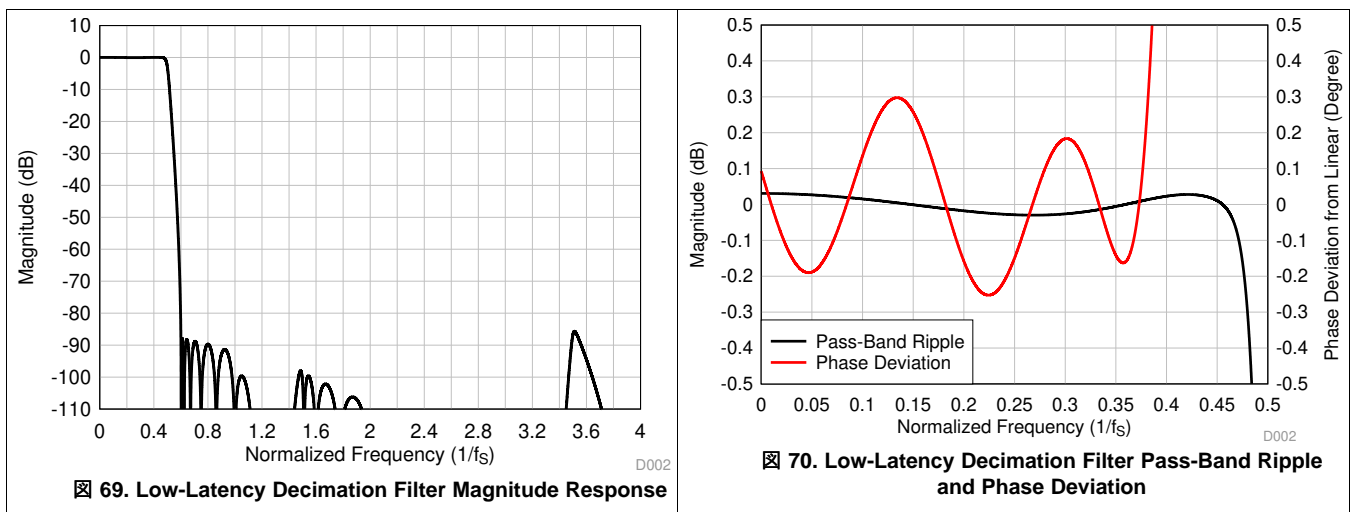 10
0
-10
-20
-30
-40
-50
-60
-70
-80
-90
-100
-110
Magnitude (dB)
0 0.4 0.8 1.2 1.6 2 2.4 2.8 3.2 3.6 4
Normalized Frequency (1/fS)
D002
図 69. Low-Latency Decimation Filter Magnitude Response
0.5
0.4
0.3
0.2
0.1
0
-0.1
-0.2
-0.3
-0.4
-0.5
Magnitude (dB)
Pass-Band Ripple
Phase Deviation
0.5
0.4
0.3
0.2
0.1
0
-0.1
-0.2
-0.3
-0.4
-0.5
Phase Deviation from Linear (Degree)
0 0.05 0.1 0.15 0.2 0.25 0.3 0.35 0.4 0.45 0.5
Normalized Frequency (1/fS)
D002
図 70. Low-Latency Decimation Filter Pass-Band Ripple
and Phase Deviation